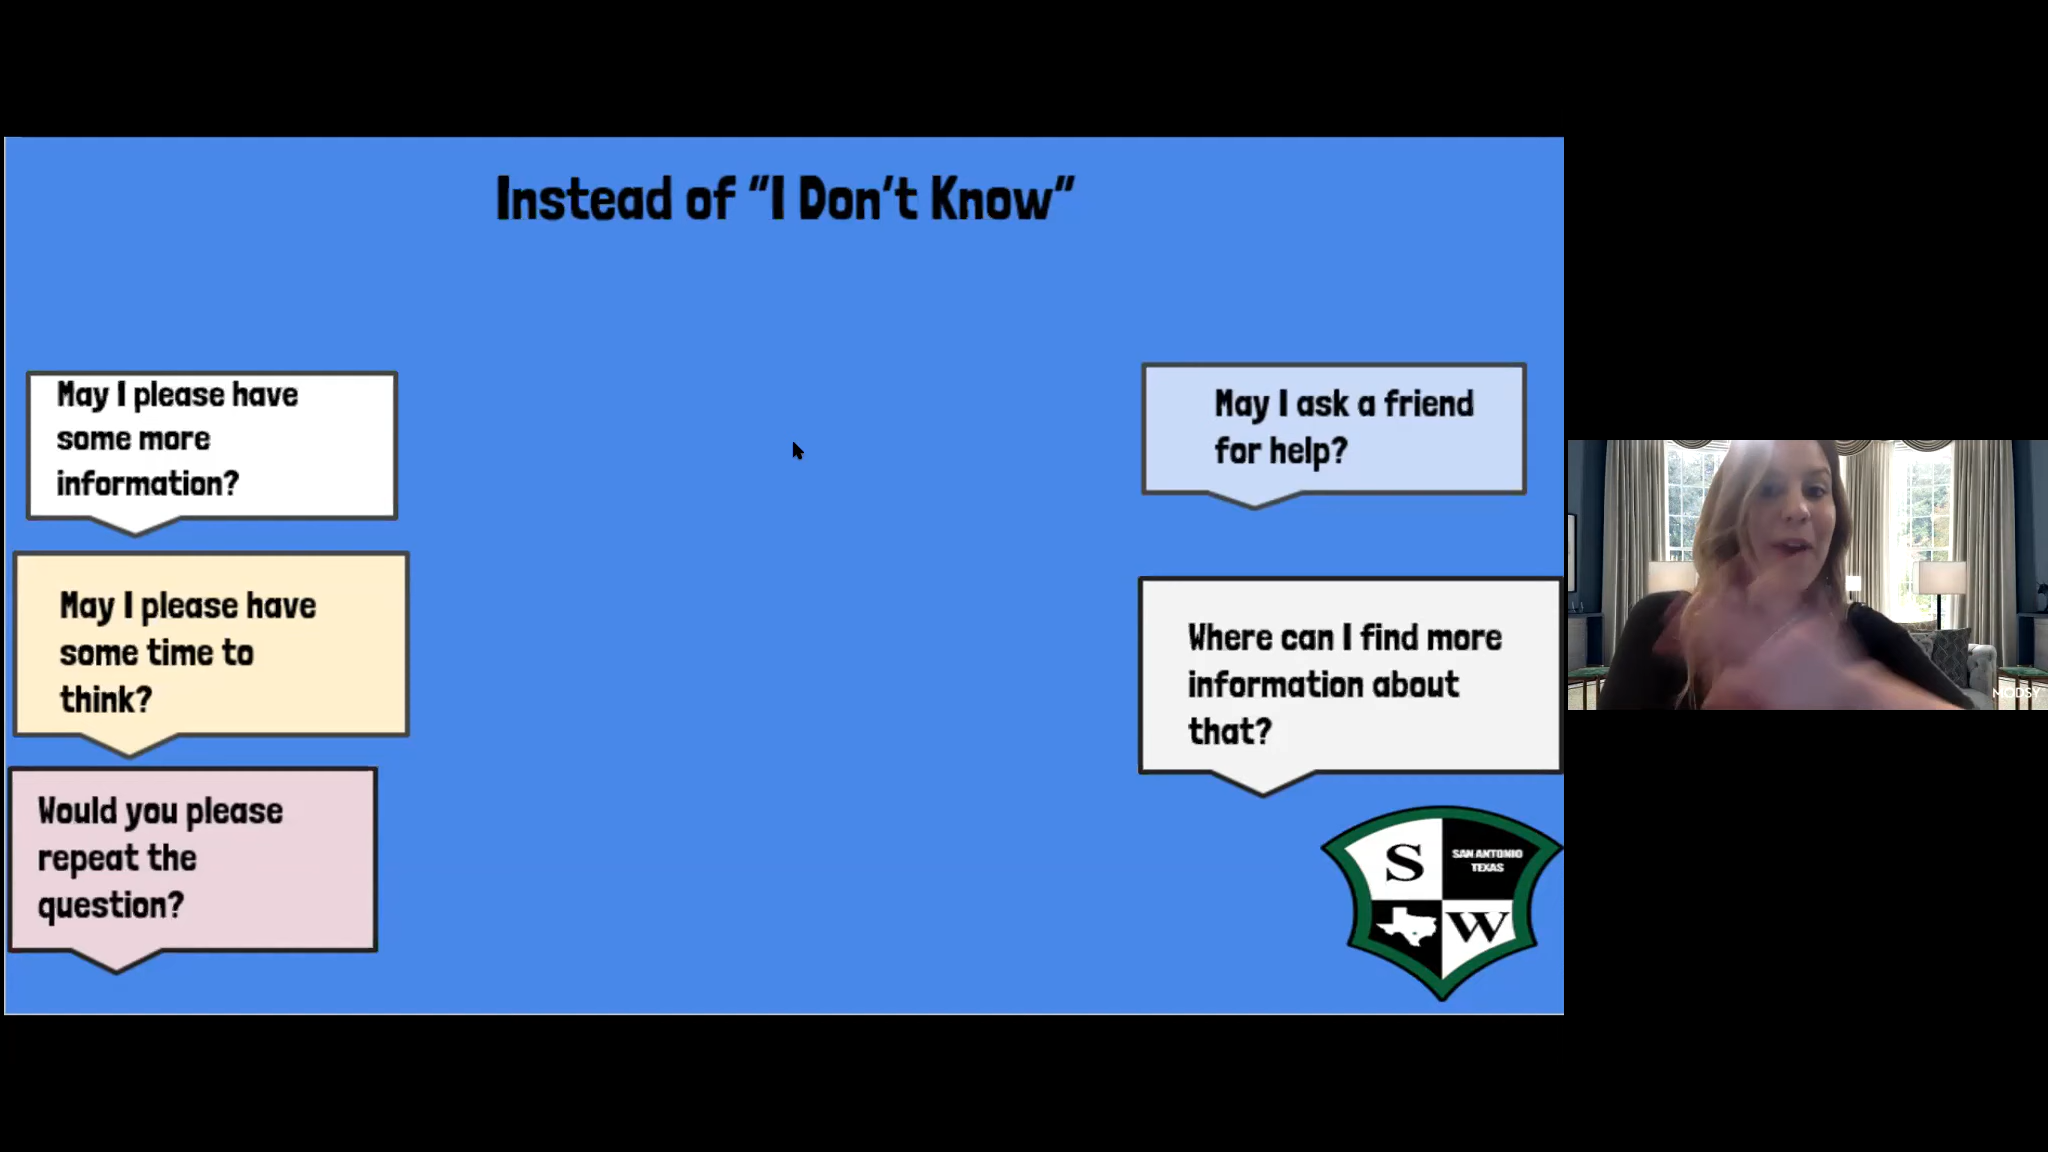 Instead of “I Don’t Know”
May I please have
some more
information?
May I please have
some time to
think?
Would you please
repeat the
question?
May I ask a friend
for help?
Where can I find more
information about
that?
S
SAN ANTONIO
TEXAS
W
MODSY